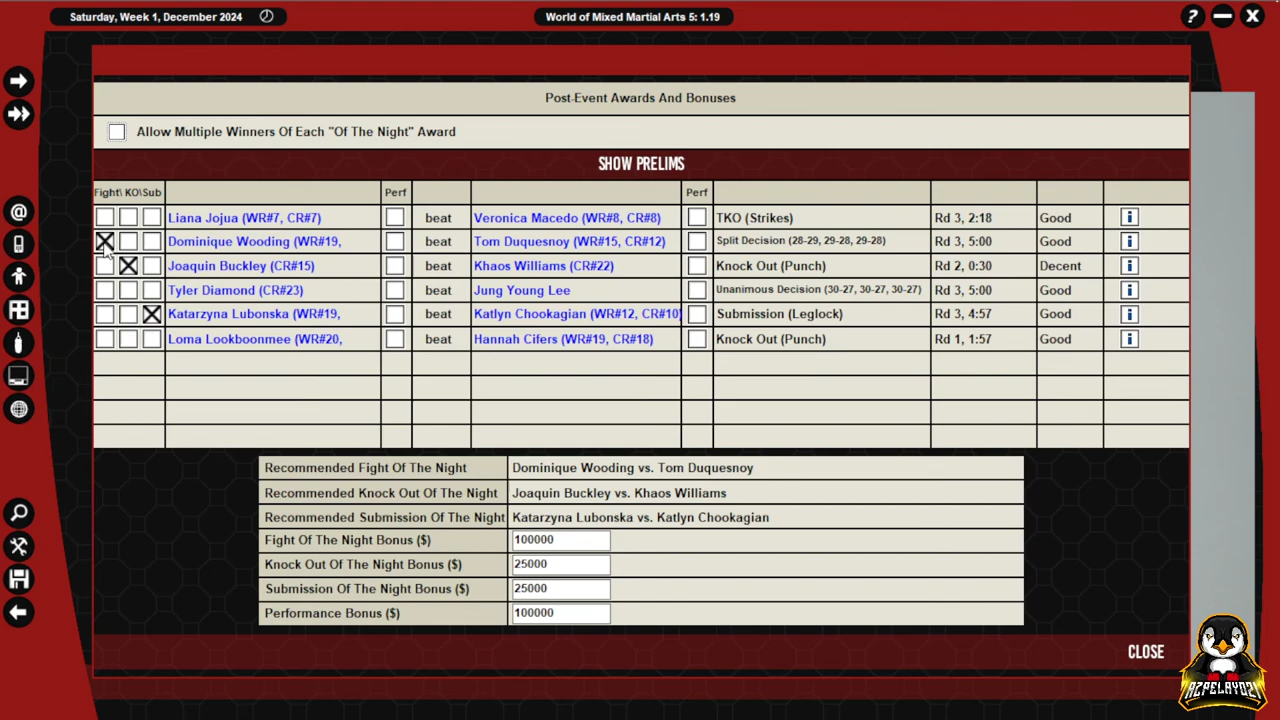 Saturday, Week 1, December 2024
World of Mixed Martial Arts 5: 1.19
?
X
Post-Event Awards And Bonuses
Allow Multiple Winners Of Each "Of The Night" Award
SHOW PRELIMS
Fight\ KO\Sub Perf Perf
Liana Jojua (WR#7, CR#7) beat Veronica Macedo (WR#8, CR#8) TKO (Strikes) Rd 3, 2:18 Good i
Dominique Wooding (WR#19, beat Tom Duquesnoy (WR#15, CR#12) Split Decision (28-29, 29-28, 29-28) Rd 3, 5:00 Good i
Joaquin Buckley (CR#15) beat Khaos Williams (CR#22) Knock Out (Punch) Rd 2, 0:30 Decent i
Tyler Diamond (CR#23) beat Jung Young Lee Unanimous Decision (30-27, 30-27, 30-27) Rd 3, 5:00 Good i
Katarzyna Lubonska (WR#19, beat Katlyn Chookagian (WR#12, CR#10) Submission (Leglock) Rd 3, 4:57 Good i
Loma Lookboonmee (WR#20, beat Hannah Cifers (WR#19, CR#18) Knock Out (Punch) Rd 1, 1:57 Good i
Recommended Fight Of The Night Dominique Wooding vs. Tom Duquesnoy
Recommended Knock Out Of The Night Joaquin Buckley vs. Khaos Williams
Recommended Submission Of The Night Katarzyna Lubonska vs. Katlyn Chookagian
Fight Of The Night Bonus ($) 100000
Knock Out Of The Night Bonus ($) 25000
Submission Of The Night Bonus ($) 25000
Performance Bonus ($) 100000
CLOSE
AZPELAYO21